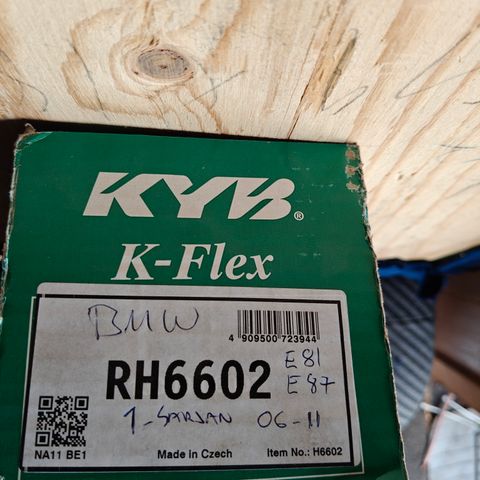 KYB®
K-Flex
BMW
4 909500 723944
RH6602
E81
E87
1-SARJAN 06-11
NA11 BE1
Made in Czech
Item No.: H6602